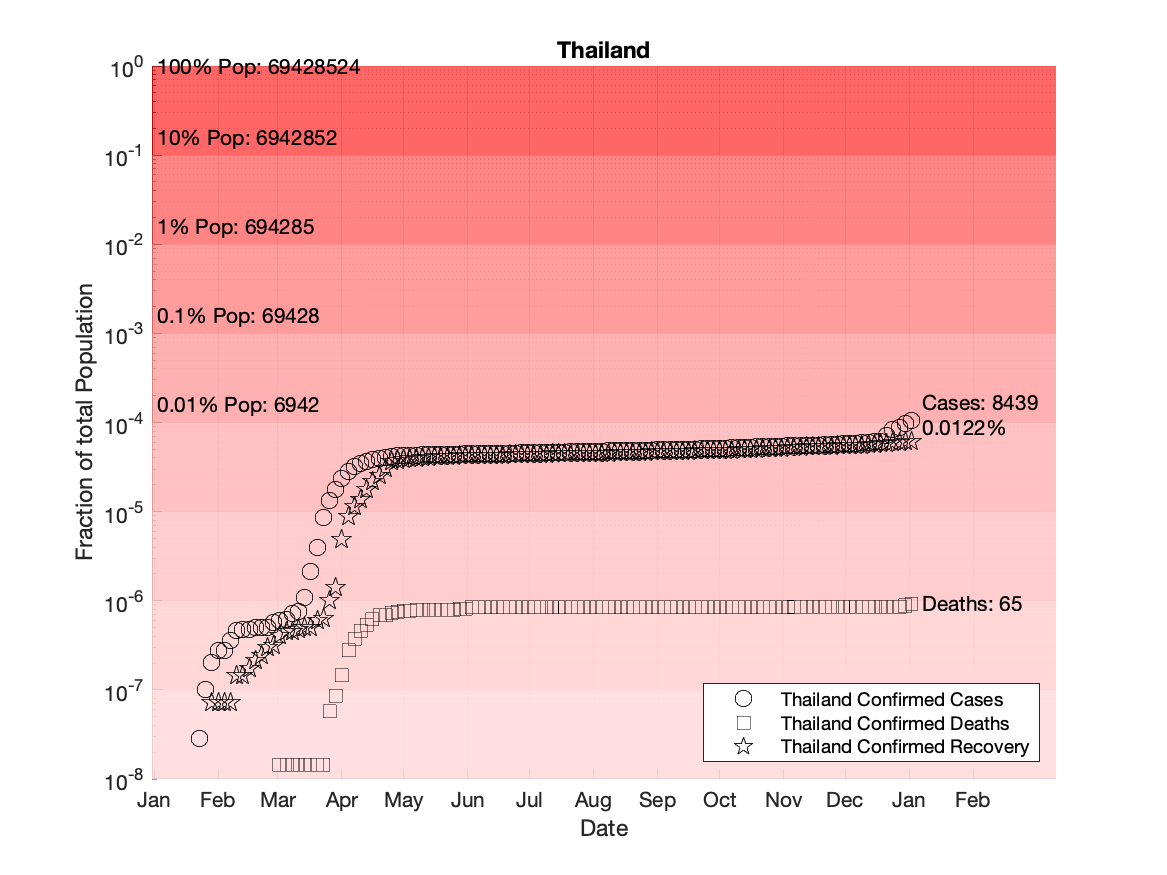 Thailand
10^0
100% Pop: 69428524
10% Pop: 6942852
10^-1
1% Pop: 694285
10^-2
0.1% Pop: 69428
10^-3
0.01% Pop: 6942
10^-4
Cases: 8439
0.0122%
10^-5
10^-6
Deaths: 65
10^-7
10^-8
Fraction of total Population
Thailand Confirmed Cases
Thailand Confirmed Deaths
Thailand Confirmed Recovery
Jan Feb Mar Apr May Jun Jul Aug Sep Oct Nov Dec Jan Feb
Date